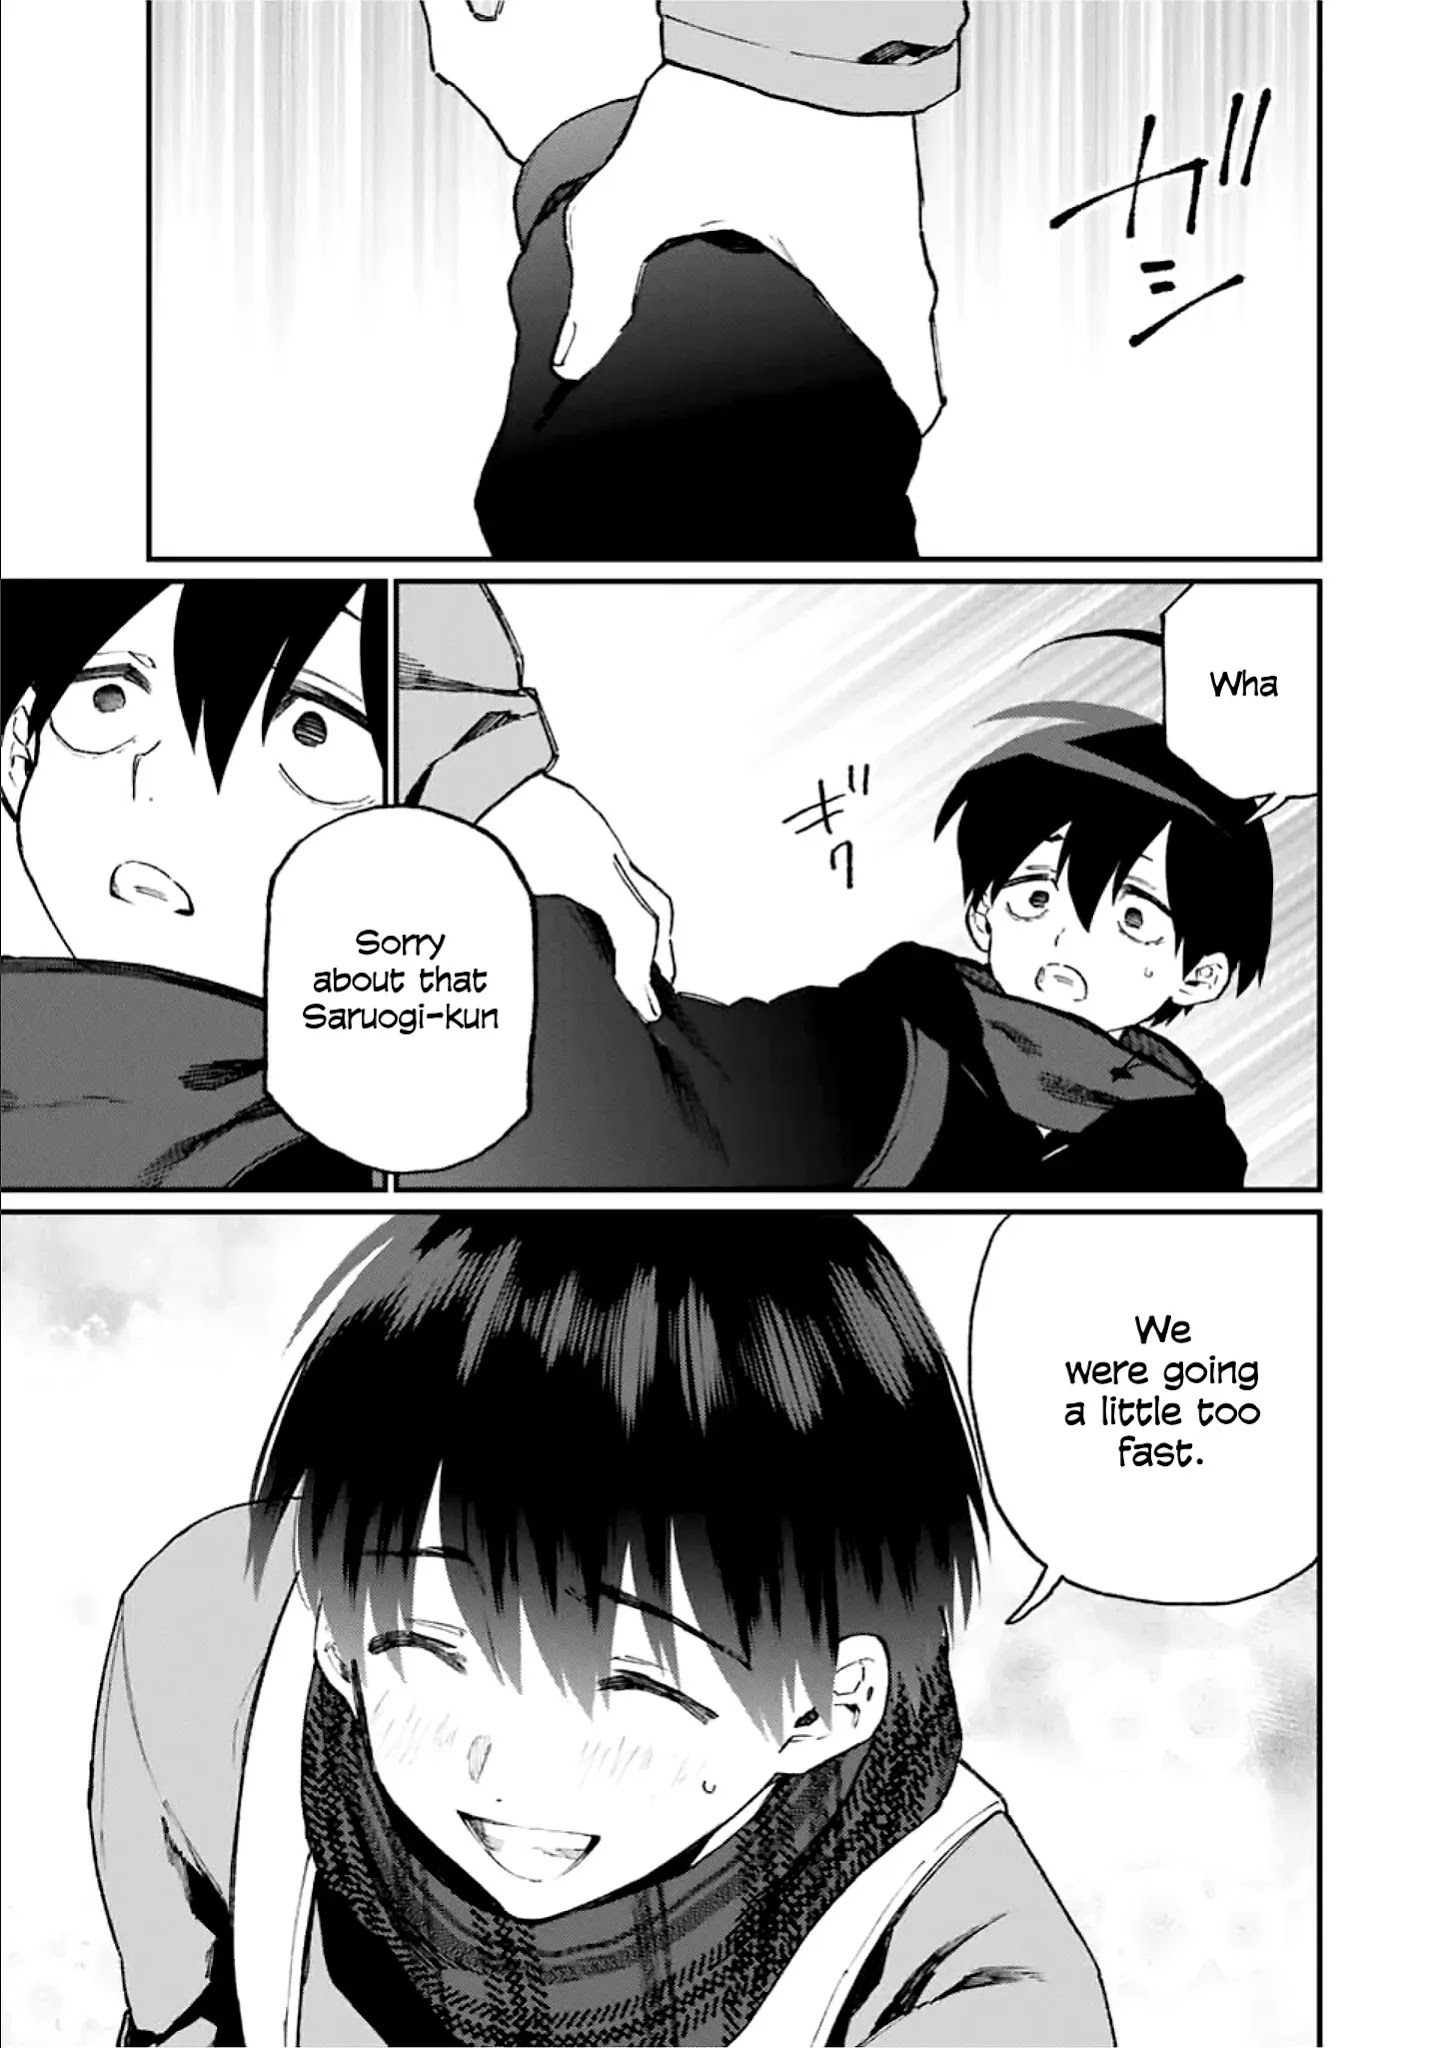 ガシ
Wha
ギク
Sorry
about that
Saruogi-kun
We
were going
a little too
fast.